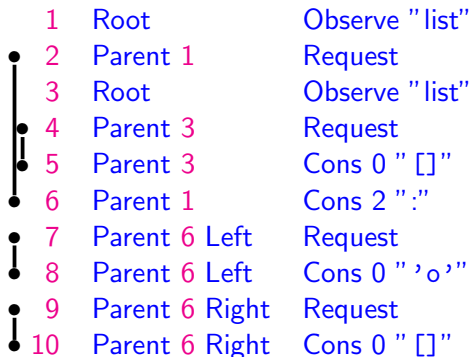 1 Root Observe "list"
2 Parent 1 Request
3 Root Observe "list"
4 Parent 3 Request
5 Parent 3 Cons 0 "[]"
6 Parent 1 Cons 2 ":"
7 Parent 6 Left Request
8 Parent 6 Left Cons 0 "'o'"
9 Parent 6 Right Request
10 Parent 6 Right Cons 0 "[]"